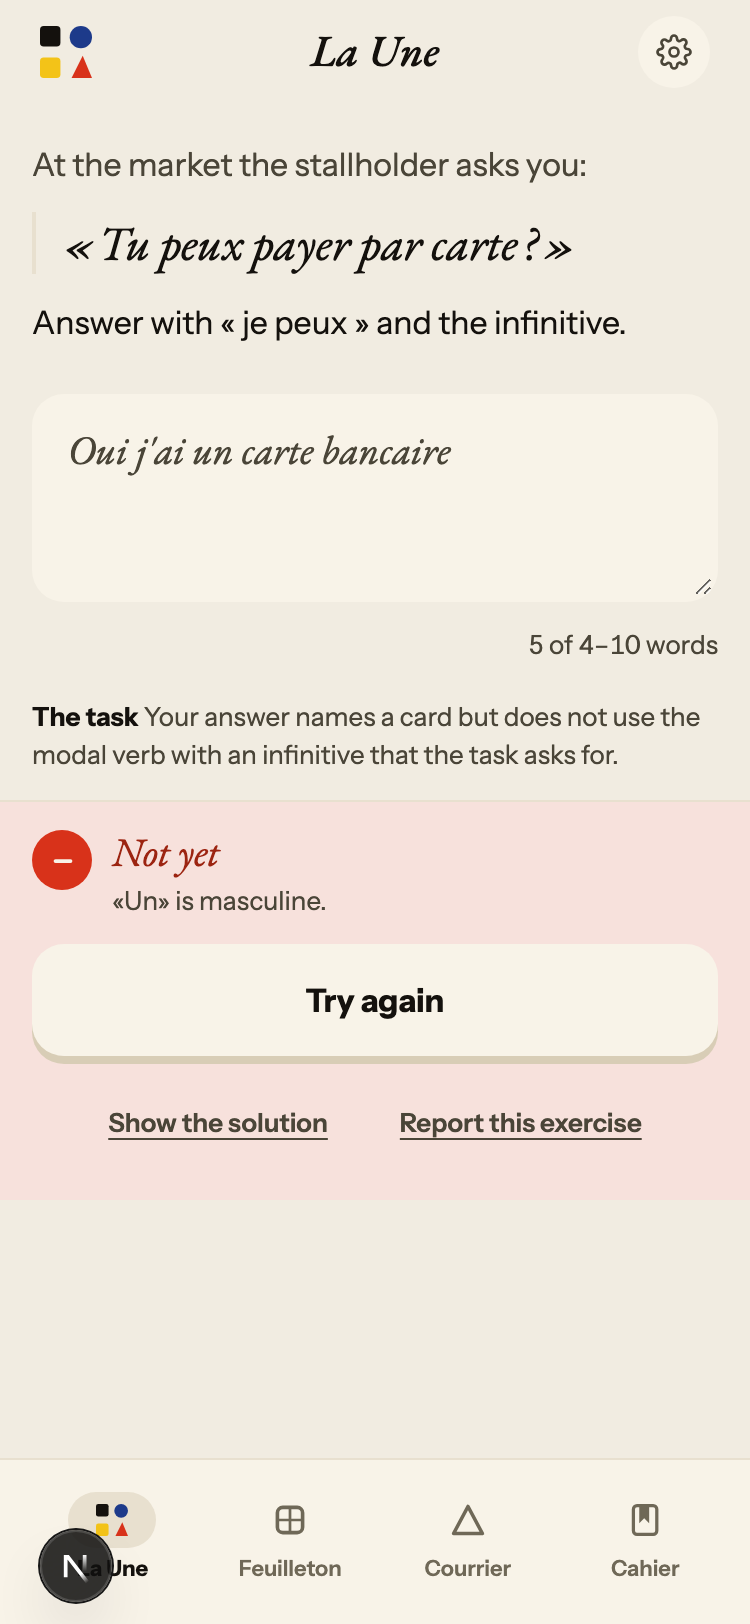 La Une
At the market the stallholder asks you:
« Tu peux payer par carte ? »
Answer with « je peux » and the infinitive.
Oui j'ai un carte bancaire
5 of 4–10 words
The task Your answer names a card but does not use the
modal verb with an infinitive that the task asks for.
Not yet
«Un» is masculine.
Try again
Show the solution Report this exercise
N
La Une Feuilleton Courrier Cahier